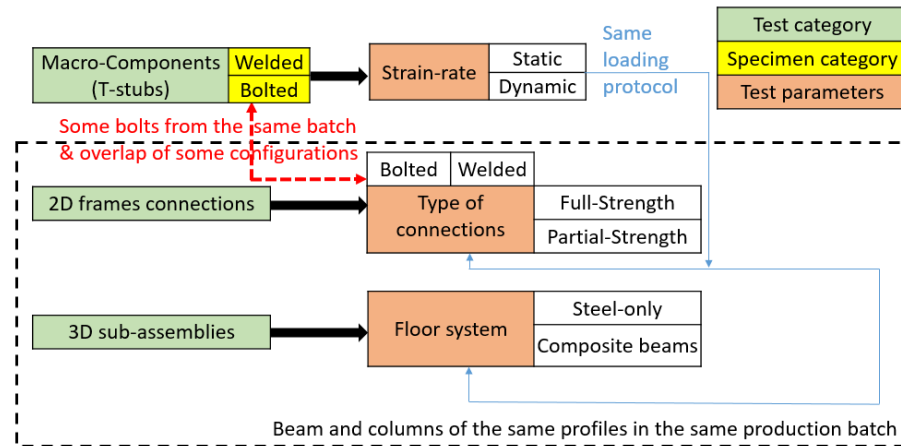 Macro-Components
(T-stubs)
Welded
Bolted
Strain-rate
Static
Dynamic
Same
loading
protocol
Test category
Specimen category
Test parameters
Some bolts from the same batch
& overlap of some configurations
2D frames connections
Bolted
Welded
Type of
connections
Full-Strength
Partial-Strength
3D sub-assemblies
Floor system
Steel-only
Composite beams
Beam and columns of the same profiles in the same production batch